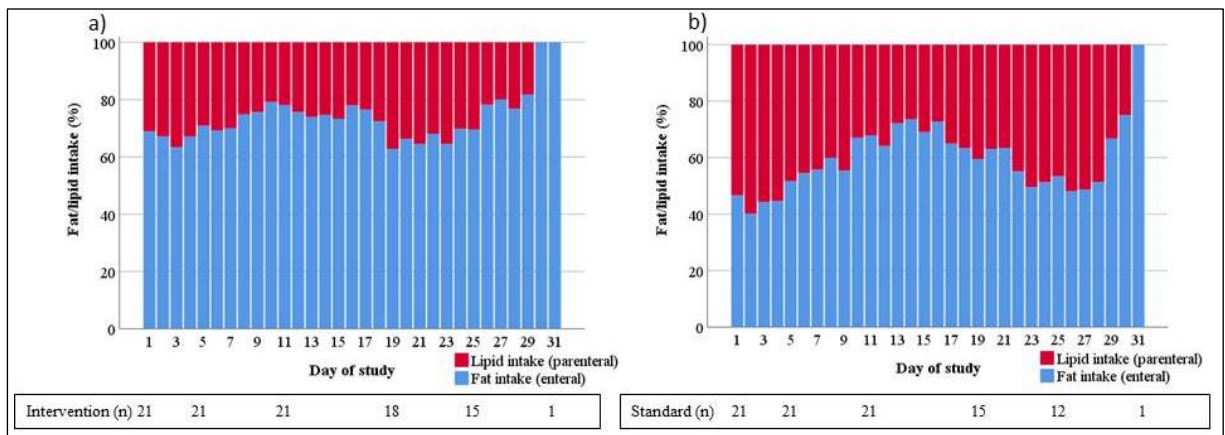 a)
Fat/lipid intake (%)
100
80
60
40
20
0
1 3 5 7 9 11 13 15 17 19 21 23 25 27 29 31
Day of study
Lipid intake (parenteral)
Fat intake (enteral)
Intervention (n) 21 21 21 18 15 1
b)
Fat/lipid intake (%)
100
80
60
40
20
0
1 3 5 7 9 11 13 15 17 19 21 23 25 27 29 31
Day of study
Lipid intake (parenteral)
Fat intake (enteral)
Standard (n) 21 21 21 15 12 1